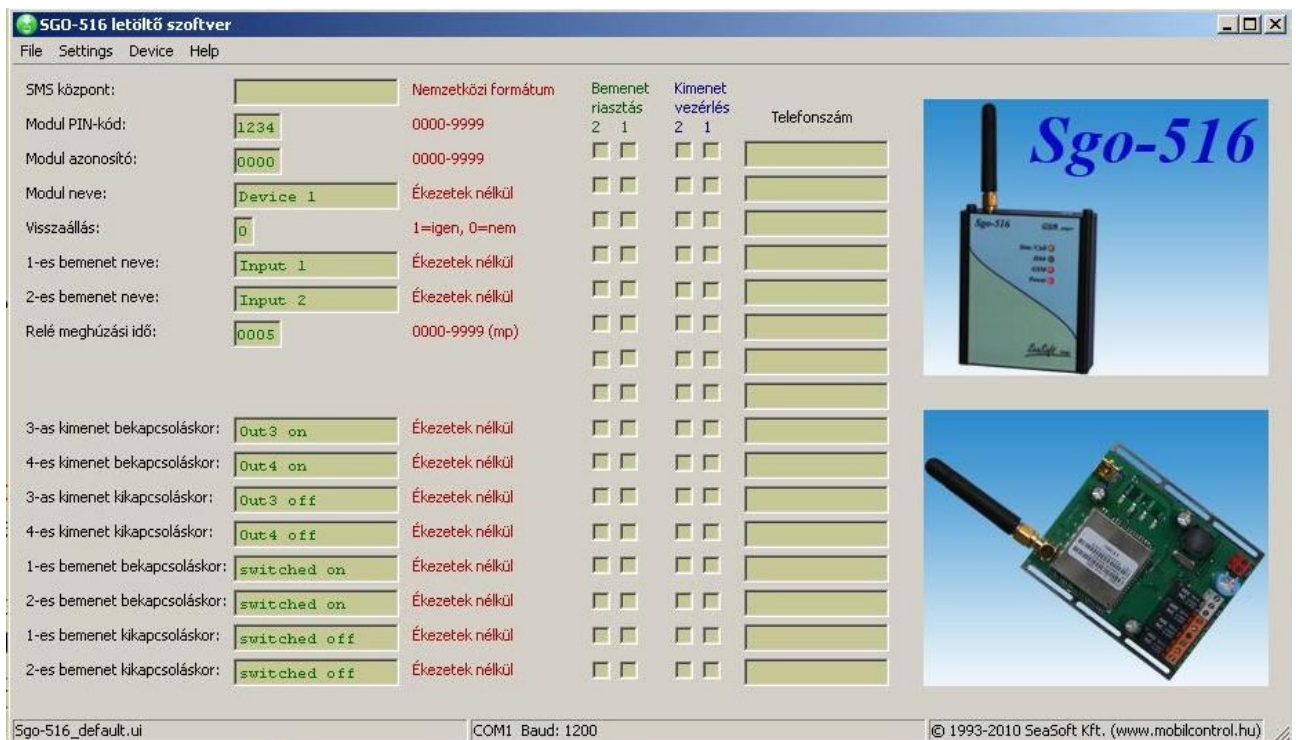 SGO-516 letöltő szoftver
File Settings Device Help
SMS központ: Nemzetközi formátum
Modul PIN-kód: 1234 0000-9999
Modul azonosító: 0000 0000-9999
Modul neve: Device 1 Ékezetek nélkül
Visszaállás: 0 1=igen, 0=nem
1-es bemenet neve: Input 1 Ékezetek nélkül
2-es bemenet neve: Input 2 Ékezetek nélkül
Relé meghúzási idő: 0005 0000-9999 (mp)
3-as kimenet bekapcsoláskor: Out3 on Ékezetek nélkül
4-es kimenet bekapcsoláskor: Out4 on Ékezetek nélkül
3-as kimenet kikapcsoláskor: Out3 off Ékezetek nélkül
4-es kimenet kikapcsoláskor: Out4 off Ékezetek nélkül
1-es bemenet bekapcsoláskor: switched on Ékezetek nélkül
2-es bemenet bekapcsoláskor: switched on Ékezetek nélkül
1-es bemenet kikapcsoláskor: switched off Ékezetek nélkül
2-es bemenet kikapcsoláskor: switched off Ékezetek nélkül
Bemenet Kimenet
riasztás vezérlés
2 1 2 1
Telefonszám
Sgo-516
Sgo-516 GSM
GSM
Power
SeaSoft
Sgo-516_default.ui
COM1 Baud: 1200
© 1993-2010 SeaSoft Kft. (www.mobilcontrol.hu)